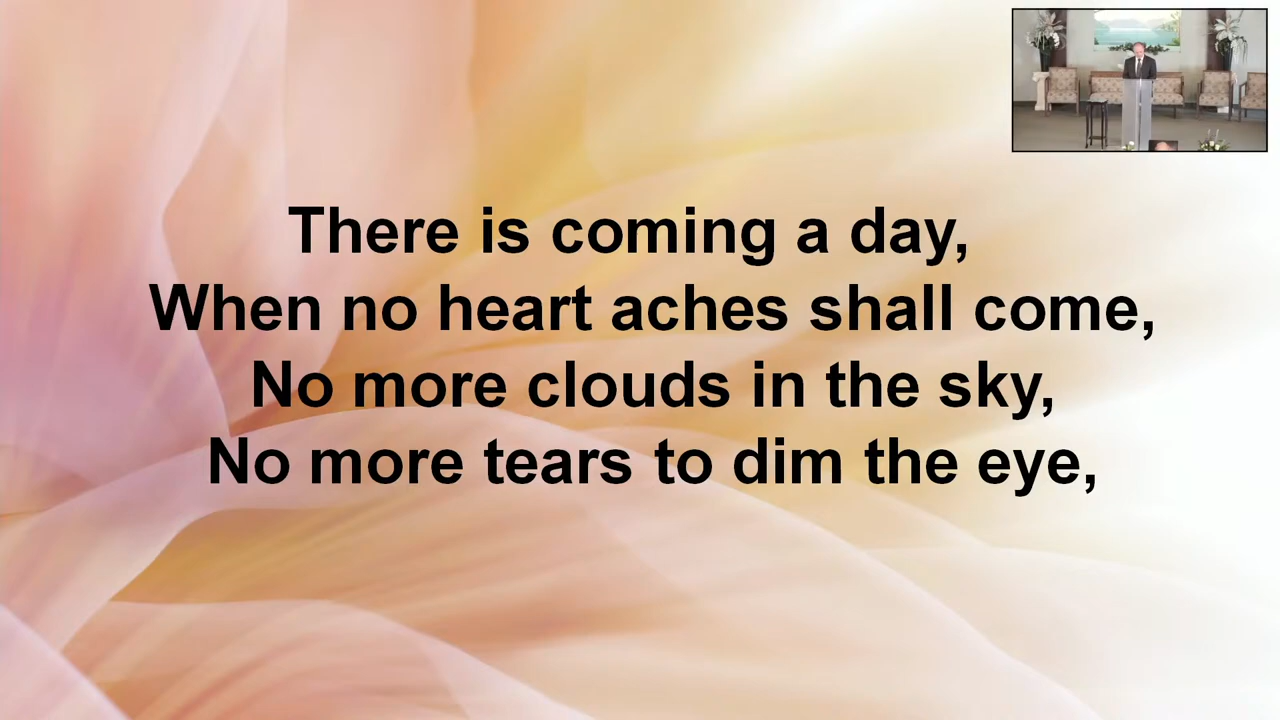 There is coming a day,
When no heart aches shall come,
No more clouds in the sky,
No more tears to dim the eye,